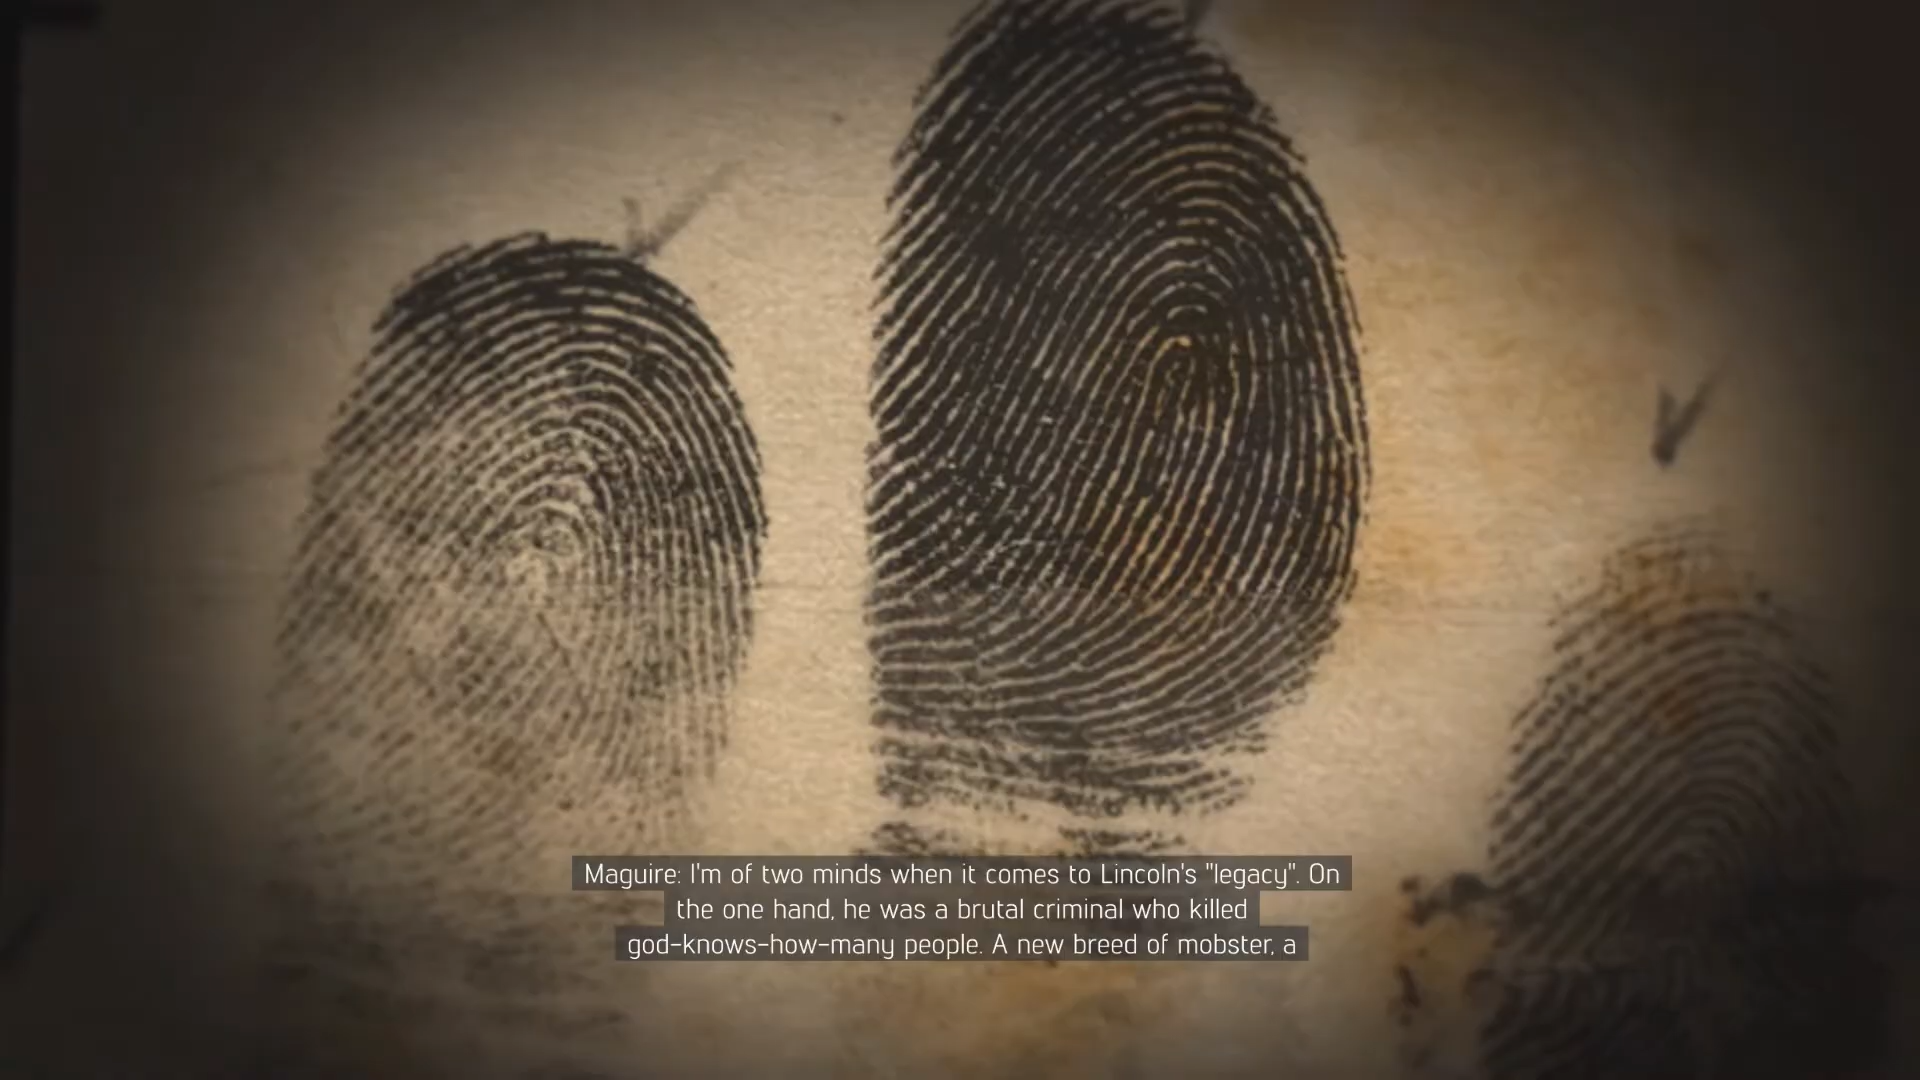 Maguire: I'm of two minds when it comes to Lincoln's "legacy". On
the one hand, he was a brutal criminal who killed
god-knows-how-many people. A new breed of mobster, a